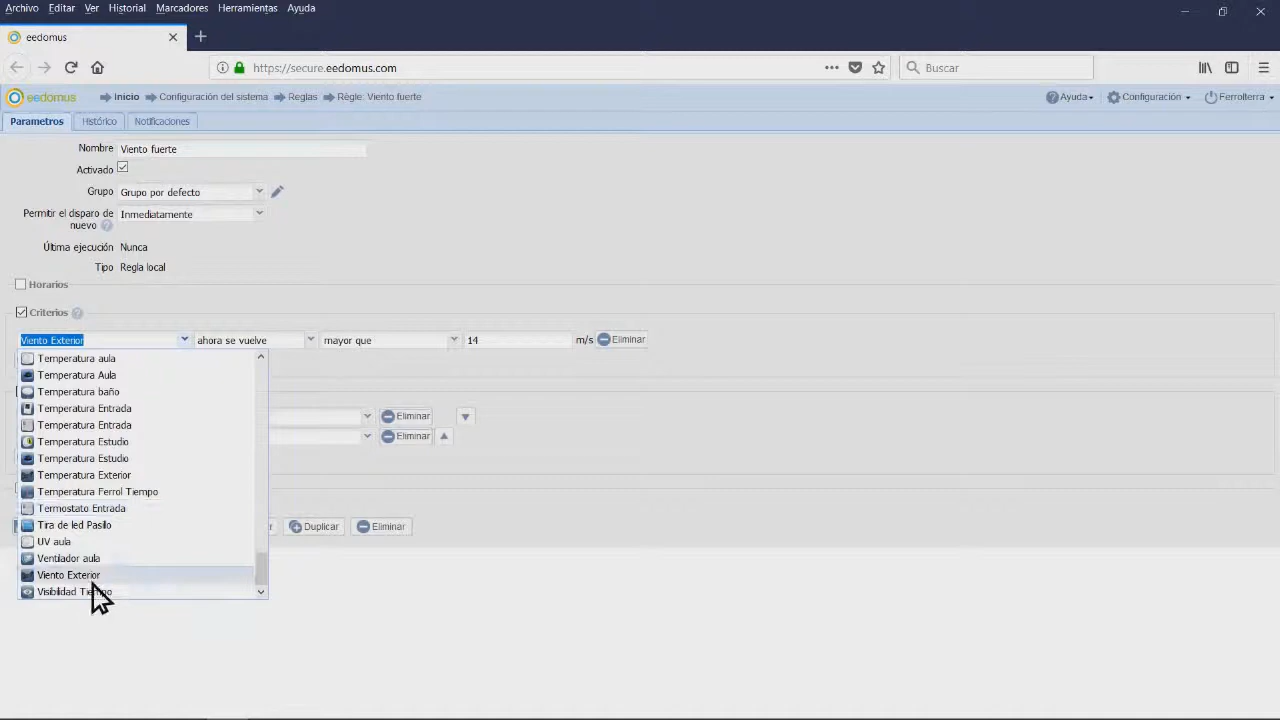 Archivo Editar Ver Historial Marcadores Herramientas Ayuda
eedomus
https://secure.eedomus.com
Buscar
eedomus Inicio Configuración del sistema Reglas Règle: Viento fuerte Ayuda Configuración Ferrolterra
Parametros Histórico Notificaciones
Nombre Viento fuerte
Activado
Grupo Grupo por defecto
Permitir el disparo de Inmediatamente
nuevo
Última ejecución Nunca
Tipo Regla local
Horarios
Criterios
Viento Exterior ahora se vuelve mayor que 14 m/s Eliminar
Temperatura aula
Temperatura Aula
Temperatura baño
Temperatura Entrada
Eliminar
Temperatura Entrada
Temperatura Estudio
Eliminar
Temperatura Estudio
Temperatura Exterior
Temperatura Ferrol Tiempo
Termostato Entrada
Tira de led Pasillo
Duplicar Eliminar
UV aula
Ventilador aula
Viento Exterior
Visibilidad Tiempo